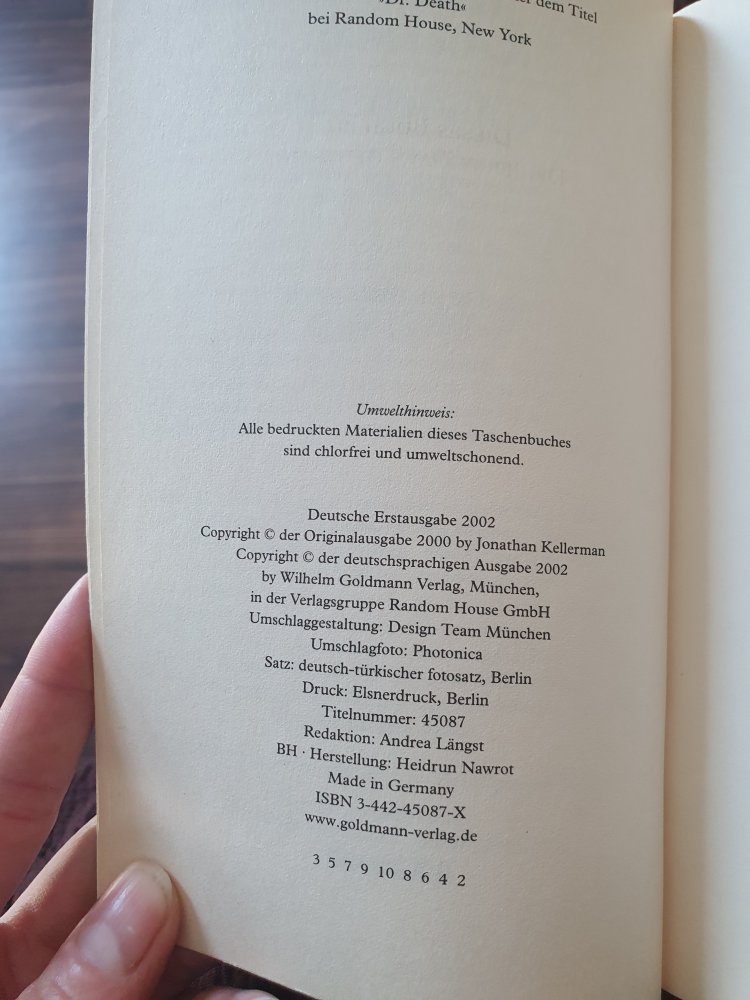 dem Titel
»Dr. Death«
bei Random House, New York
Umwelthinweis:
Alle bedruckten Materialien dieses Taschenbuches
sind chlorfrei und umweltschonend.
Deutsche Erstausgabe 2002
Copyright © der Originalausgabe 2000 by Jonathan Kellerman
Copyright © der deutschsprachigen Ausgabe 2002
by Wilhelm Goldmann Verlag, München,
in der Verlagsgruppe Random House GmbH
Umschlaggestaltung: Design Team München
Umschlagfoto: Photonica
Satz: deutsch-türkischer fotosatz, Berlin
Druck: Elsnerdruck, Berlin
Titelnummer: 45087
Redaktion: Andrea Längst
BH · Herstellung: Heidrun Nawrot
Made in Germany
ISBN 3-442-45087-X
www.goldmann-verlag.de
3 5 7 9 10 8 6 4 2